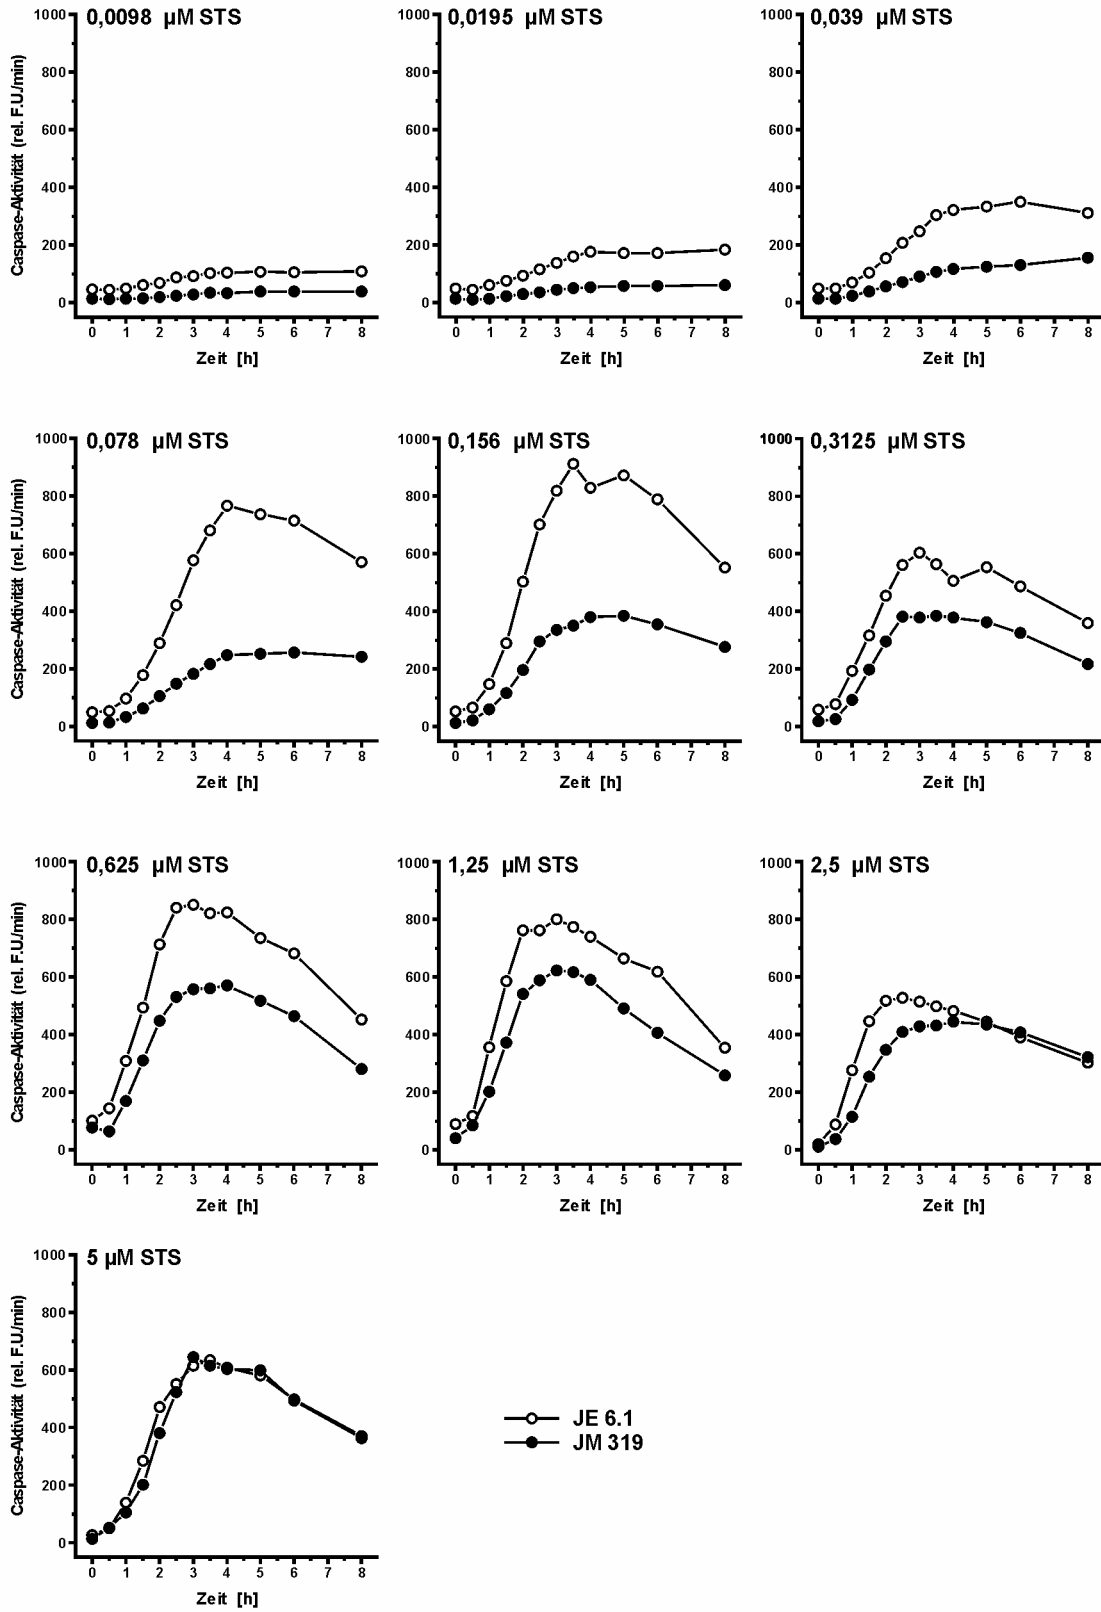 0,0098 µM STS
Caspase-Aktivität (rel. F.U./min)
1000
800
600
400
200
0
0 1 2 3 4 5 6 7 8
Zeit [h]
0,0195 µM STS
1000
800
600
400
200
0
0 1 2 3 4 5 6 7 8
Zeit [h]
0,039 µM STS
1000
800
600
400
200
0
0 1 2 3 4 5 6 7 8
Zeit [h]
0,078 µM STS
Caspase-Aktivität (rel. F.U./min)
1000
800
600
400
200
0
0 1 2 3 4 5 6 7 8
Zeit [h]
0,156 µM STS
1000
800
600
400
200
0
0 1 2 3 4 5 6 7 8
Zeit [h]
0,3125 µM STS
1000
800
600
400
200
0
0 1 2 3 4 5 6 7 8
Zeit [h]
0,625 µM STS
Caspase-Aktivität (rel. F.U./min)
1000
800
600
400
200
0
0 1 2 3 4 5 6 7 8
Zeit [h]
1,25 µM STS
1000
800
600
400
200
0
0 1 2 3 4 5 6 7 8
Zeit [h]
2,5 µM STS
1000
800
600
400
200
0
0 1 2 3 4 5 6 7 8
Zeit [h]
5 µM STS
Caspase-Aktivität (rel. F.U./min)
1000
800
600
400
200
0
0 1 2 3 4 5 6 7 8
Zeit [h]
JE 6.1
JM 319